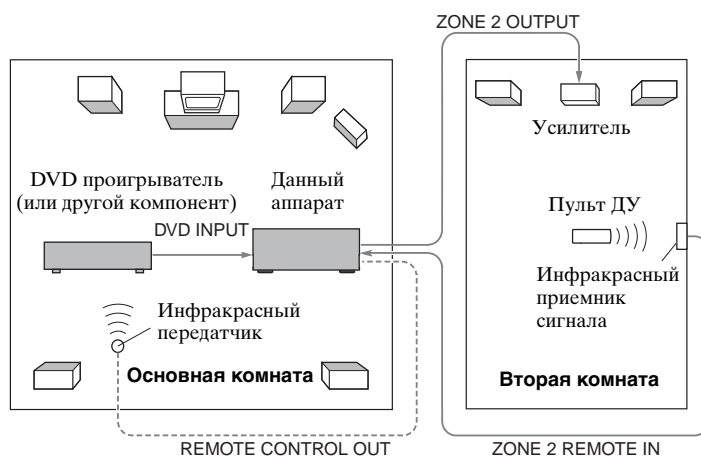 ZONE 2 OUTPUT
Усилитель
DVD проигрыватель
(или другой компонент)
Данный
аппарат
DVD INPUT
Пульт ДУ
Инфракрасный
приемник
сигнала
Инфракрасный
передатчик
Основная комната
Вторая комната
REMOTE CONTROL OUT
ZONE 2 REMOTE IN